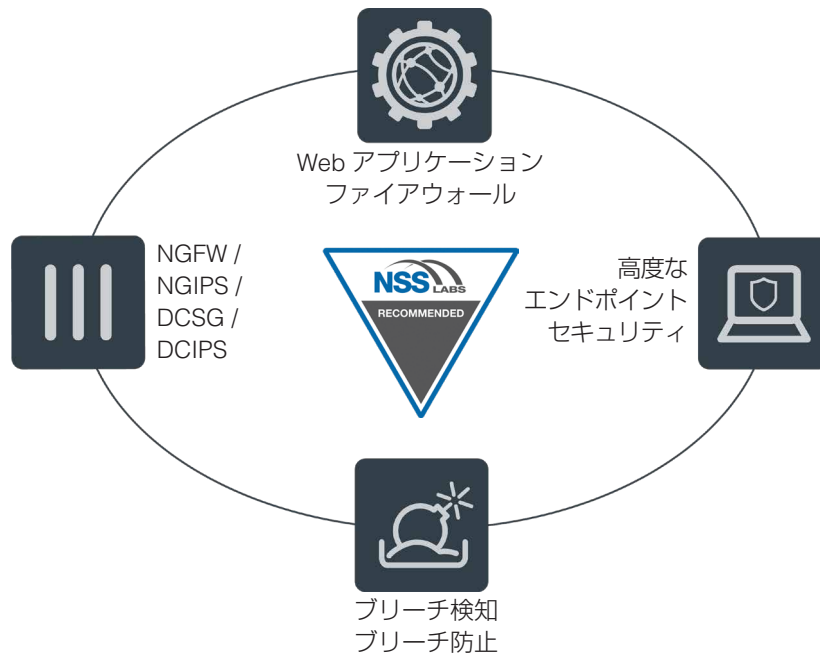 Web アプリケーション
ファイアウォール
NGFW /
NGIPS /
DCSG /
DCIPS
NSS LABS
RECOMMENDED
高度な
エンドポイント
セキュリティ
ブリーチ検知
ブリーチ防止